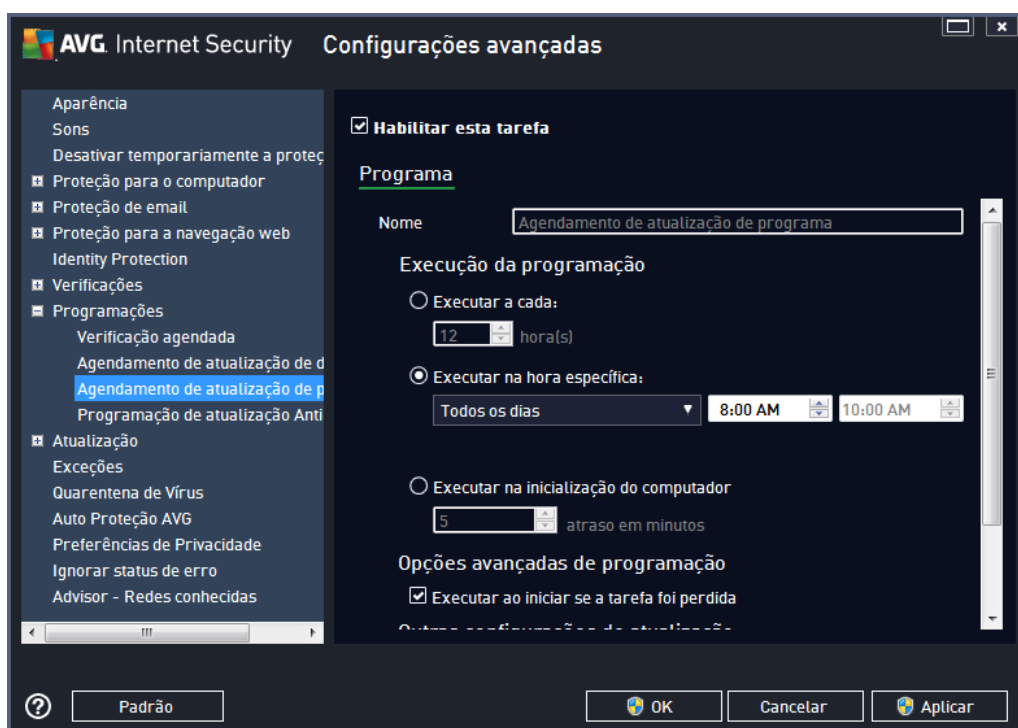 AVG. Internet Security Configurações avançadas
Aparência
Sons
Desativar temporariamente a proteç
Proteção para o computador
Proteção de email
Proteção para a navegação web
Identity Protection
Verificações
Programações
Verificação agendada
Agendamento de atualização de d
Agendamento de atualização de p
Programação de atualização Anti
Atualização
Exceções
Quarentena de Vírus
Auto Proteção AVG
Preferências de Privacidade
Ignorar status de erro
Advisor - Redes conhecidas
Habilitar esta tarefa
Programa
Nome Agendamento de atualização de programa
Execução da programação
Executar a cada:
12 hora(s)
Executar na hora específica:
Todos os dias 8:00 AM 10:00 AM
Executar na inicialização do computador
5 atraso em minutos
Opções avançadas de programação
Executar ao iniciar se a tarefa foi perdida
Outras configurações de atualização
Padrão OK Cancelar Aplicar